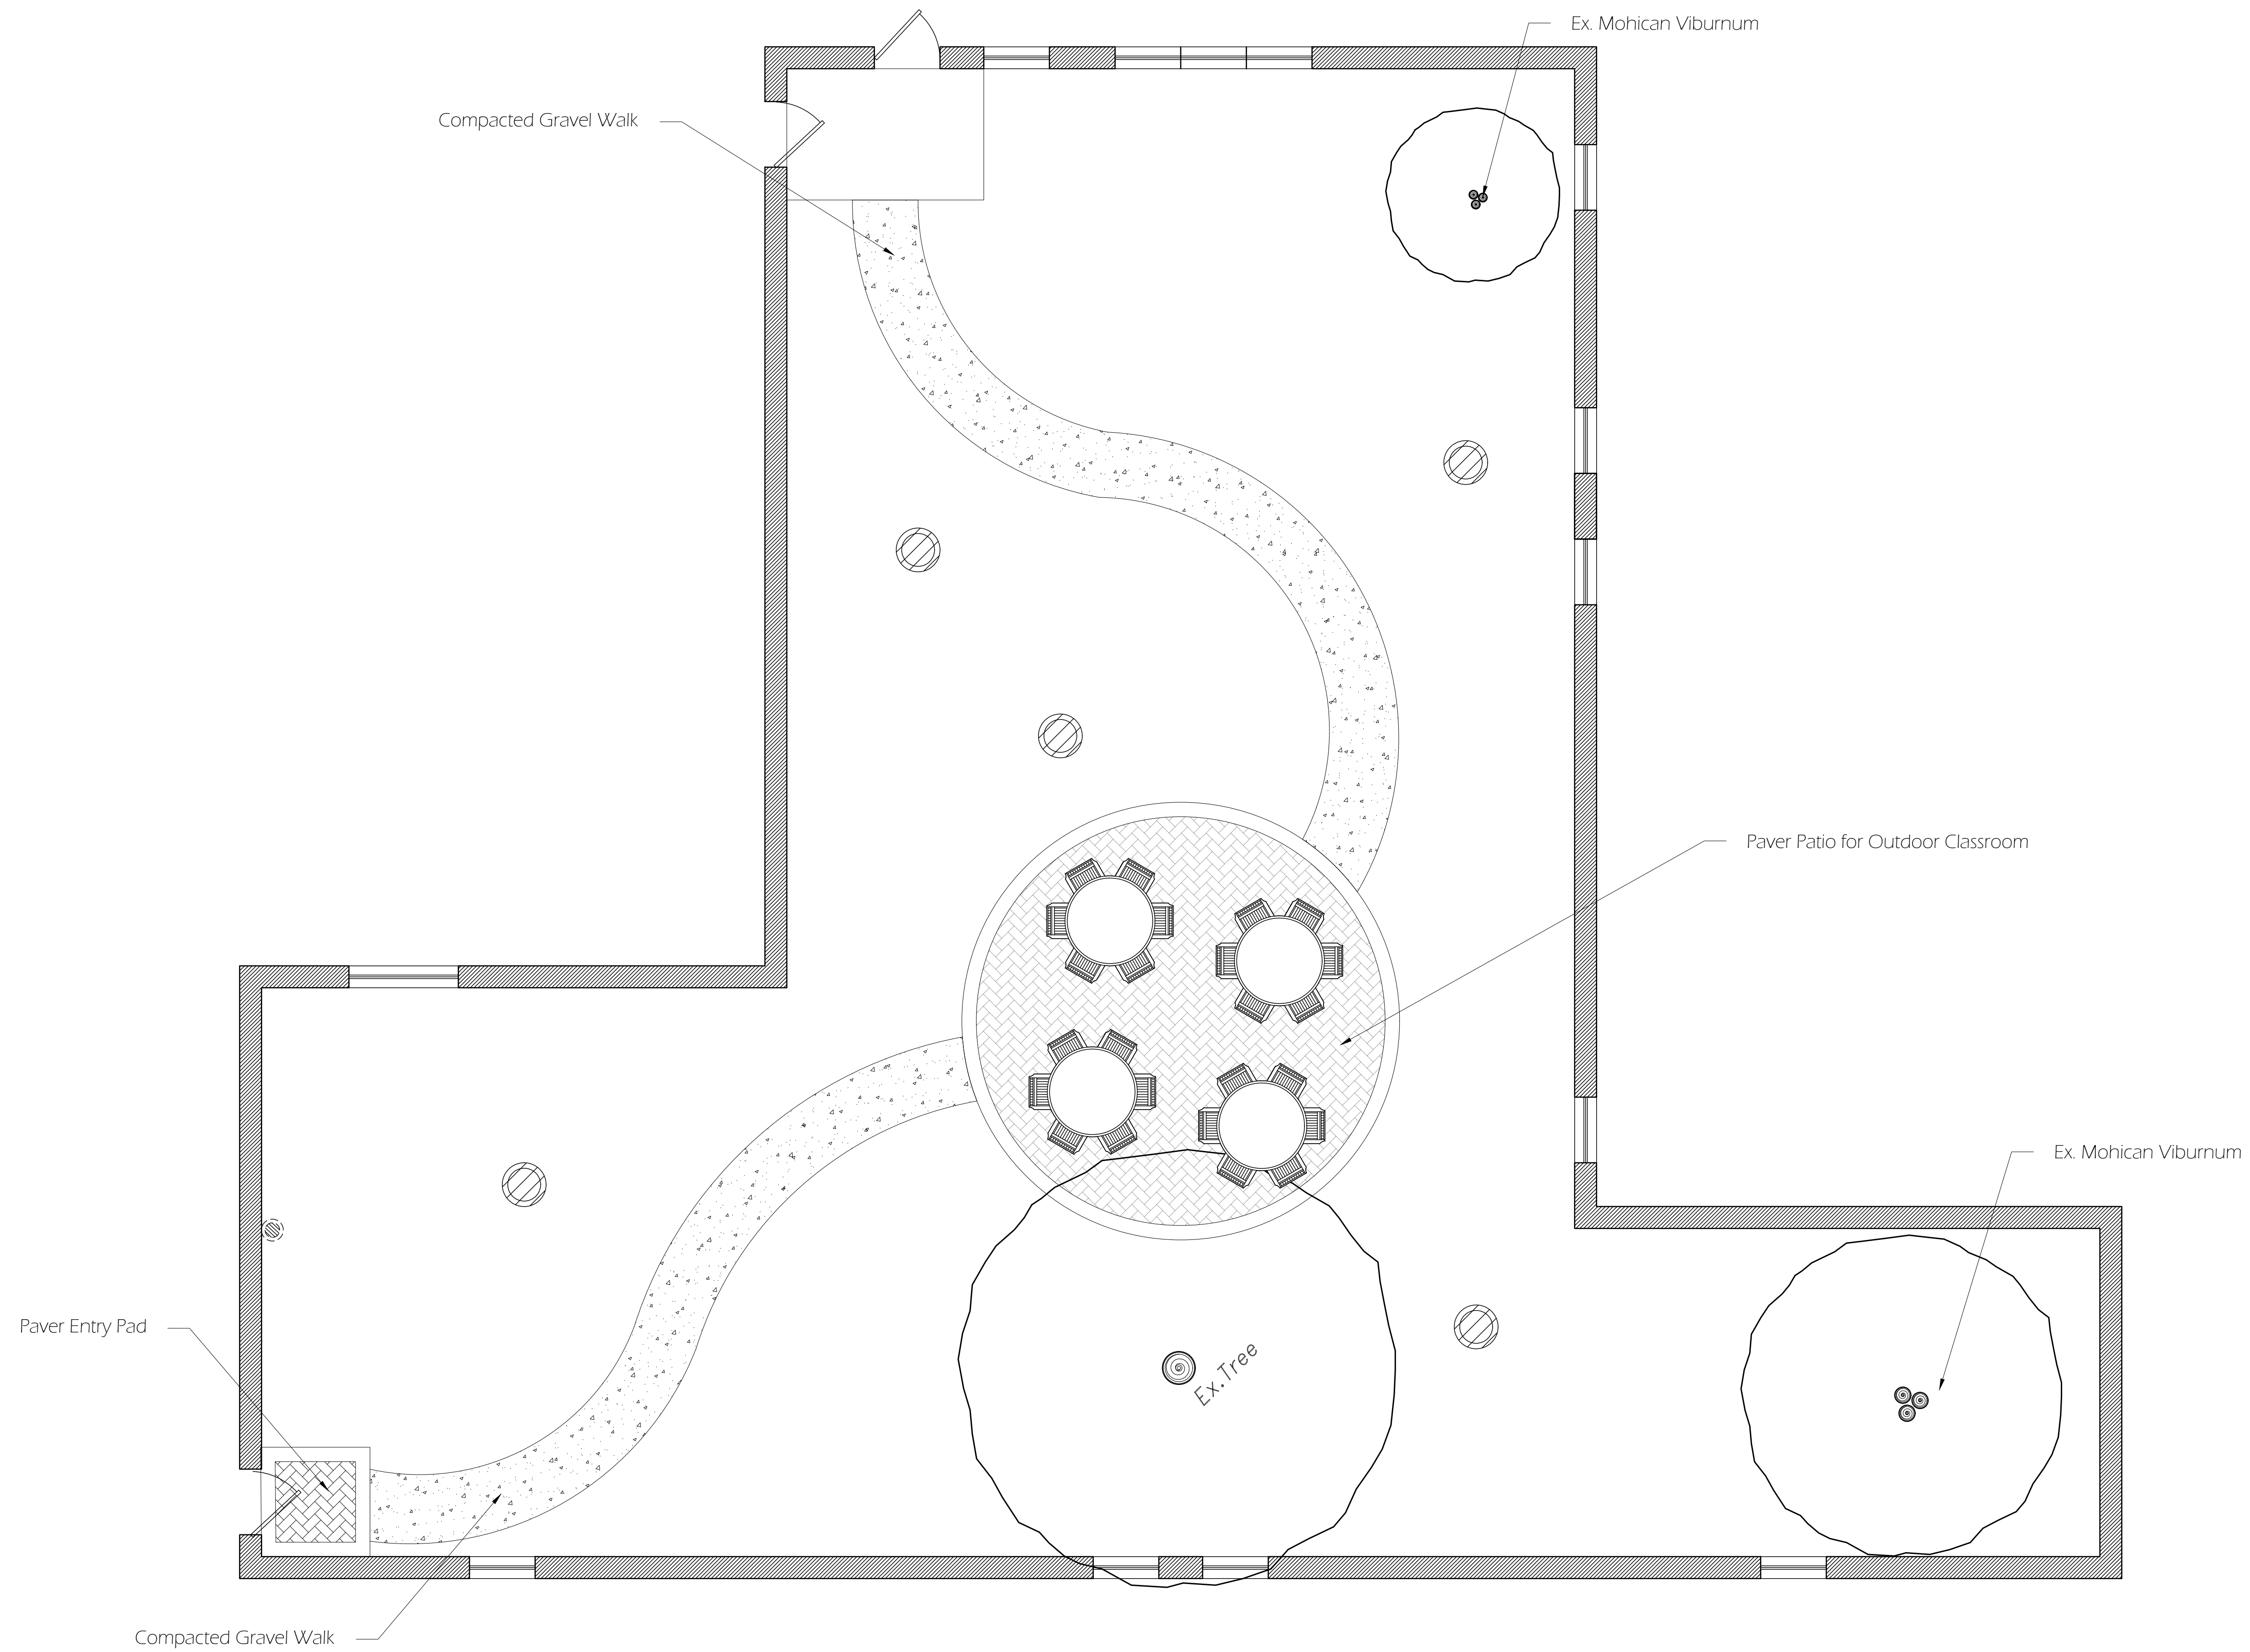 Ex. Mohican Viburnum
Compacted Gravel Walk
Paver Patio for Outdoor Classroom
Ex. Mohican Viburnum
Paver Entry Pad
Ex.Tree
Compacted Gravel Walk